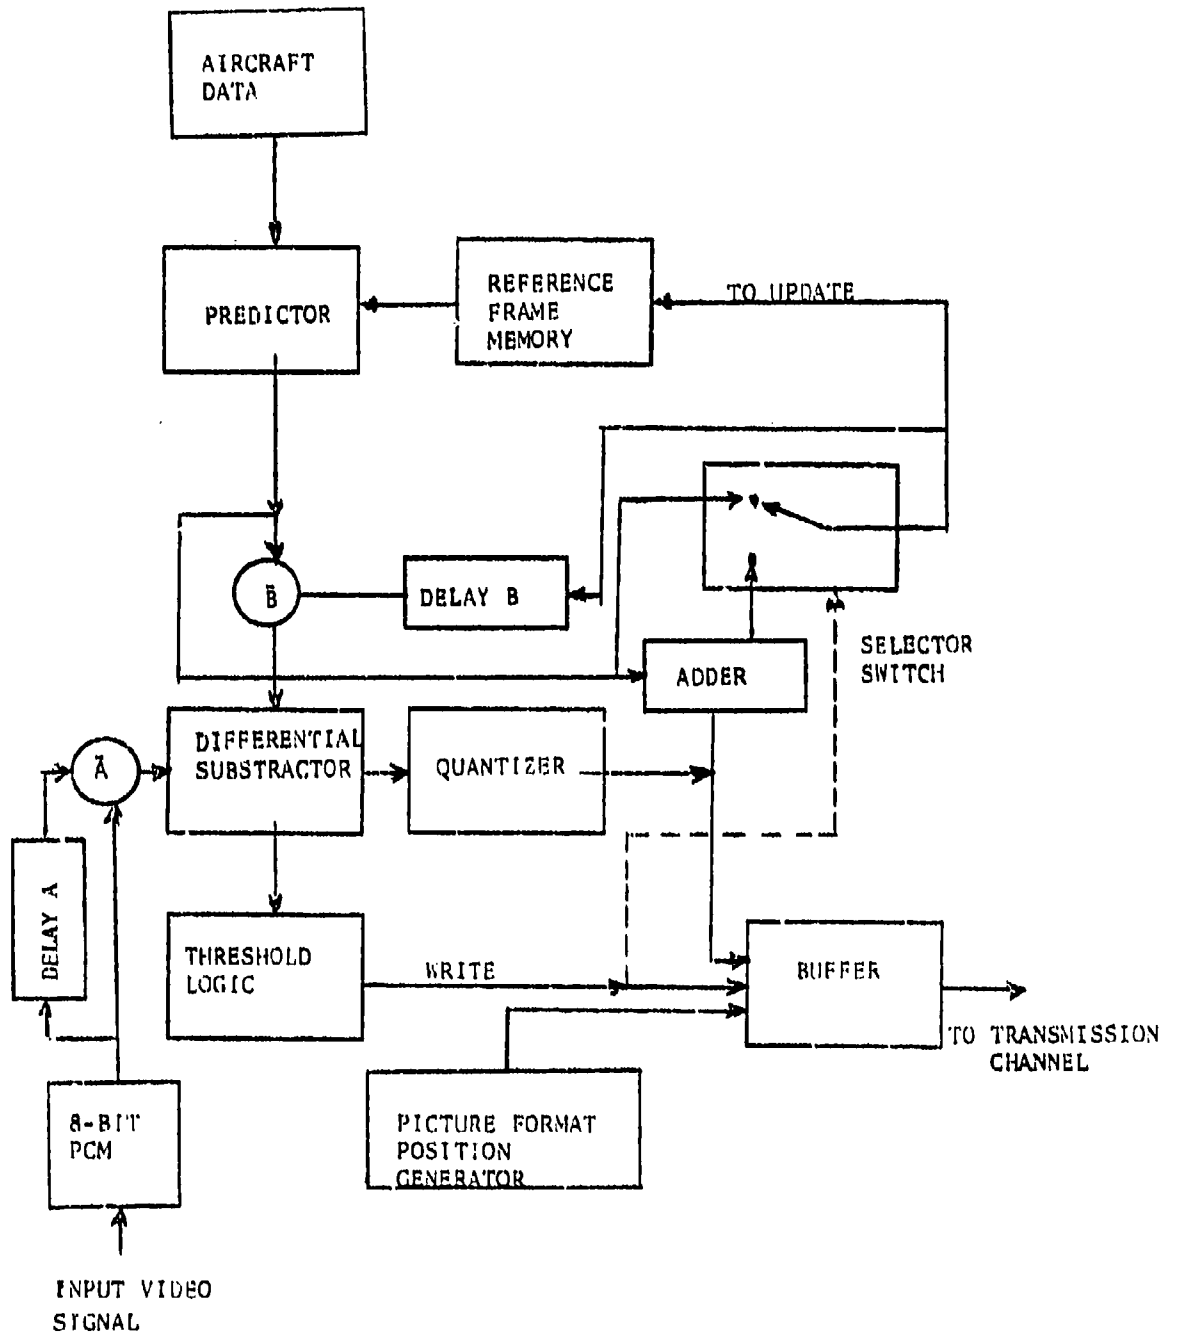 AIRCRAFT
DATA
PREDICTOR
REFERENCE
FRAME
MEMORY
TO UPDATE
B
DELAY B
SELECTOR
SWITCH
ADDER
A
DIFFERENTIAL
SUBSTRACTOR
QUANTIZER
DELAY A
THRESHOLD
LOGIC
WRITE
BUFFER
TO TRANSMISSION
CHANNEL
8-BIT
PCM
PICTURE FORMAT
POSITION
GENERATOR
INPUT VIDEO
SIGNAL